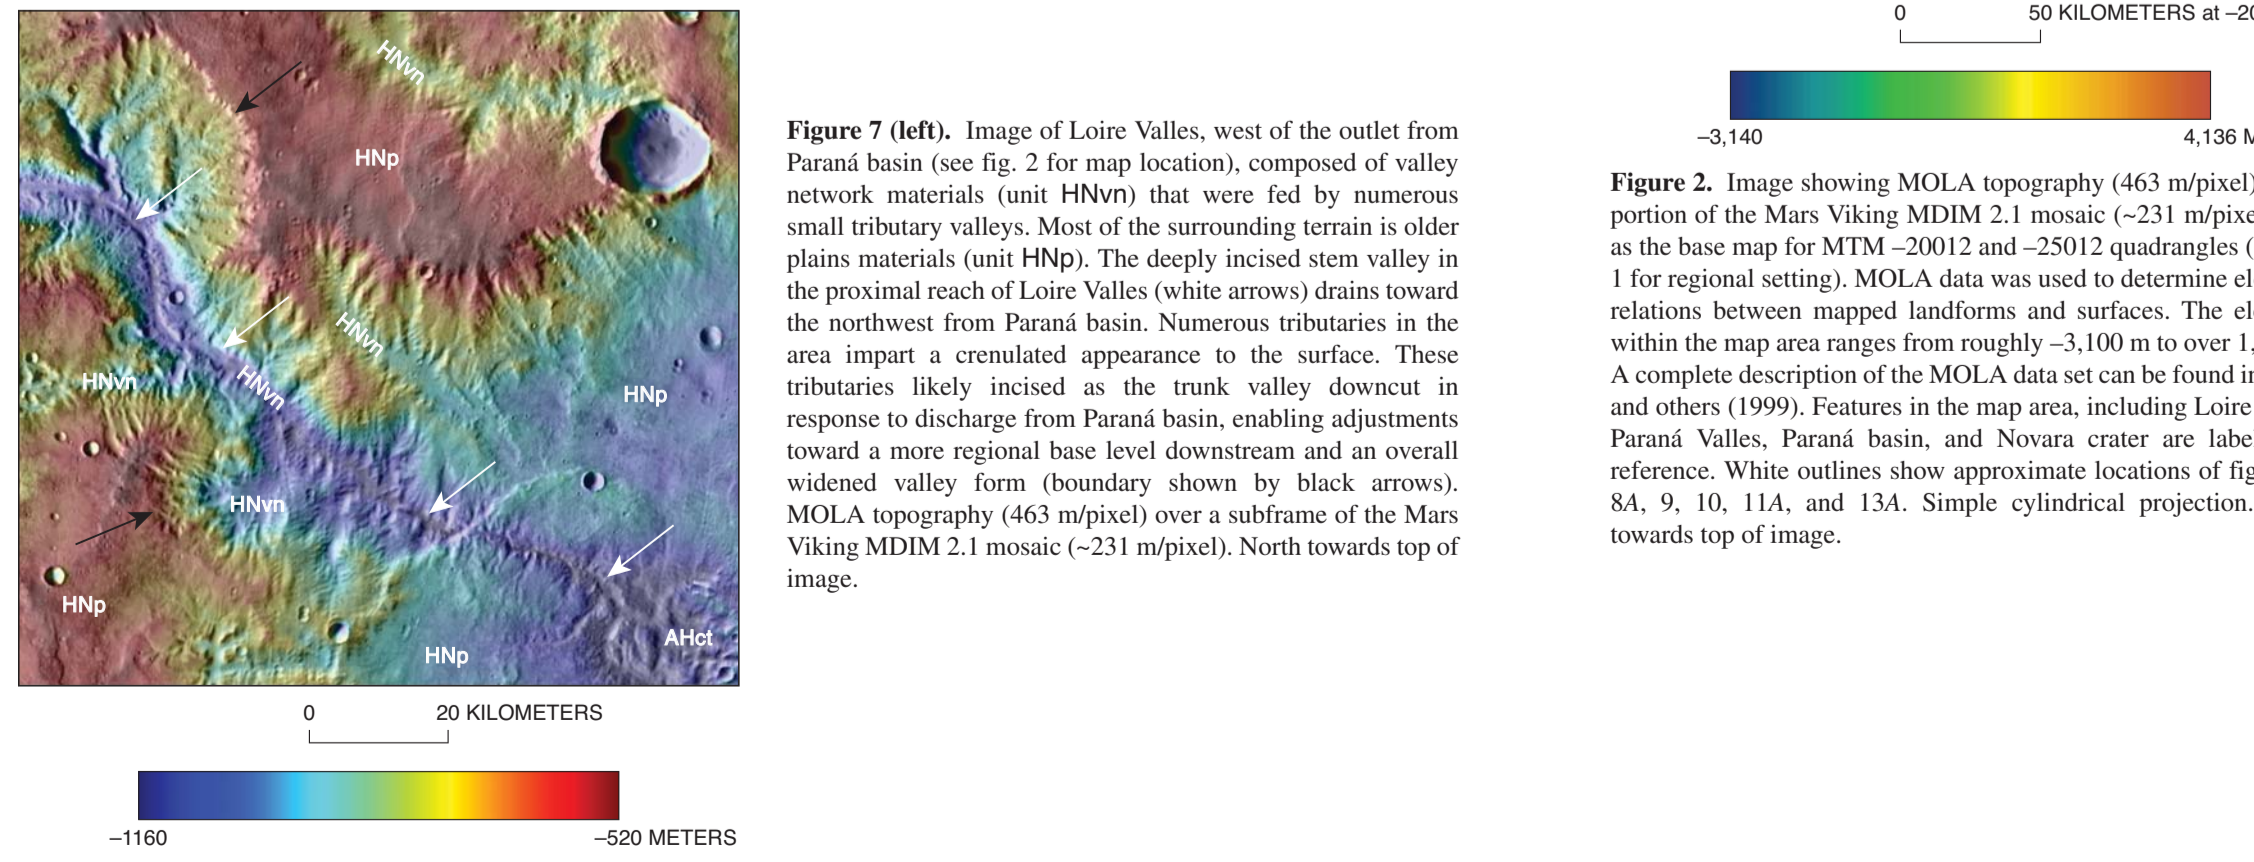 HNvn
HNp
HNvn
HNvn
HNvn
HNp
HNvn
HNp
HNp
AHct
0 20 KILOMETERS
–1160 –520 METERS
Figure 7 (left). Image of Loire Valles, west of the outlet from
Paraná basin (see fig. 2 for map location), composed of valley
network materials (unit HNvn) that were fed by numerous
small tributary valleys. Most of the surrounding terrain is older
plains materials (unit HNp). The deeply incised stem valley in
the proximal reach of Loire Valles (white arrows) drains toward
the northwest from Paraná basin. Numerous tributaries in the
area impart a crenulated appearance to the surface. These
tributaries likely incised as the trunk valley downcut in
response to discharge from Paraná basin, enabling adjustments
toward a more regional base level downstream and an overall
widened valley form (boundary shown by black arrows).
MOLA topography (463 m/pixel) over a subframe of the Mars
Viking MDIM 2.1 mosaic (~231 m/pixel). North towards top of
image.
0 50 KILOMETERS at –20
–3,140 4,136 M
Figure 2. Image showing MOLA topography (463 m/pixel)
portion of the Mars Viking MDIM 2.1 mosaic (~231 m/pixe
as the base map for MTM –20012 and –25012 quadrangles (
1 for regional setting). MOLA data was used to determine el
relations between mapped landforms and surfaces. The ele
within the map area ranges from roughly –3,100 m to over 1,
A complete description of the MOLA data set can be found in
and others (1999). Features in the map area, including Loire
Paraná Valles, Paraná basin, and Novara crater are label
reference. White outlines show approximate locations of fig
8A, 9, 10, 11A, and 13A. Simple cylindrical projection.
towards top of image.